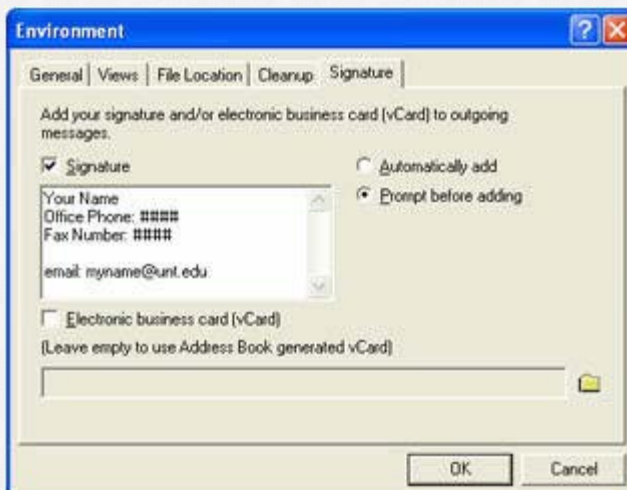 Environment
General Views File Location Cleanup Signature
Add your signature and/or electronic business card (vCard) to outgoing
messages.
Signature
Automatically add
Your Name
Prompt before adding
Office Phone: ####
Fax Number: ####
email: myname@unt.edu
Electronic business card (vCard)
(Leave empty to use Address Book generated vCard)
OK Cancel